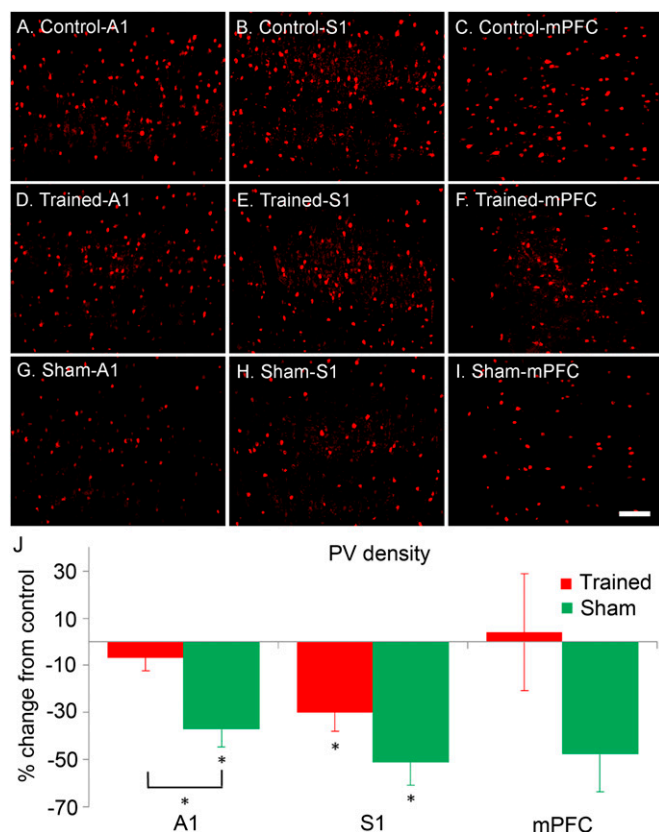 A. Control-A1
B. Control-S1
C. Control-mPFC
D. Trained-A1
E. Trained-S1
F. Trained-mPFC
G. Sham-A1
H. Sham-S1
I. Sham-mPFC
J
PV density
30
10
-10
-30
-50
-70
% change from control
Trained
Sham
*
*
*
*
A1
S1
mPFC